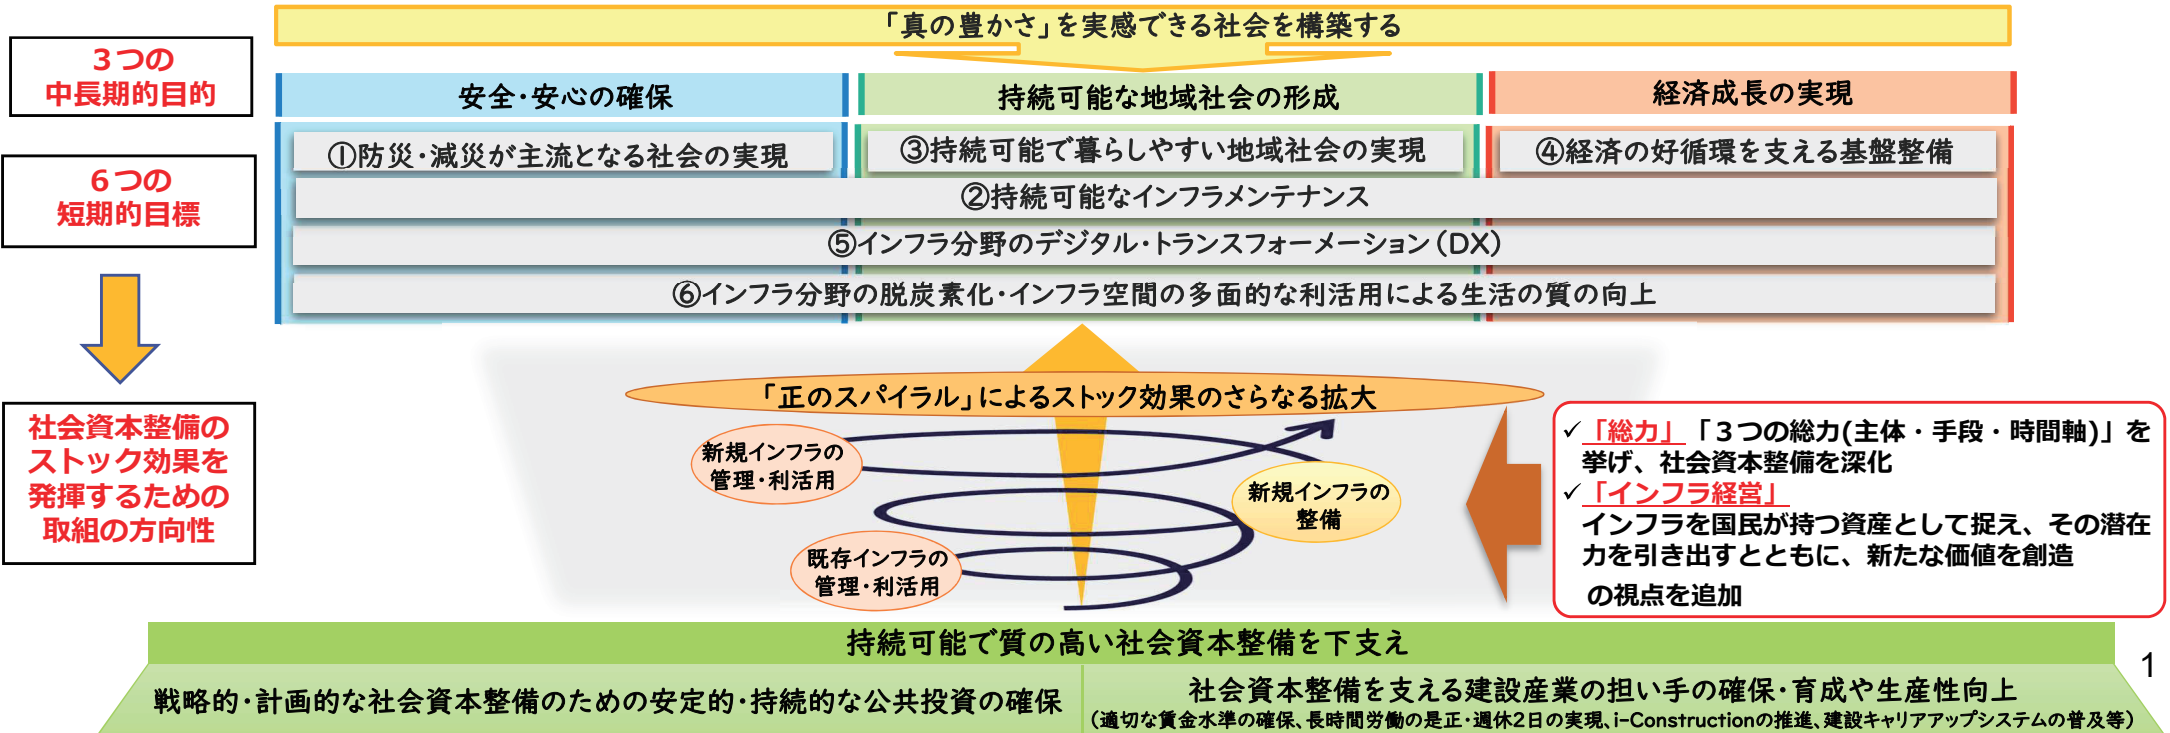 「真の豊かさ」を実感できる社会を構築する
3つの
中長期的目的
安全・安心の確保
持続可能な地域社会の形成
経済成長の実現
6つの
短期的目標
①防災・減災が主流となる社会の実現
③持続可能で暮らしやすい地域社会の実現
④経済の好循環を支える基盤整備
②持続可能なインフラメンテナンス
⑤インフラ分野のデジタル・トランスフォーメーション(DX)
⑥インフラ分野の脱炭素化・インフラ空間の多面的な利活用による生活の質の向上
社会資本整備の
ストック効果を
発揮するための
取組の方向性
「正のスパイラル」によるストック効果のさらなる拡大
新規インフラの
管理・利活用
新規インフラの
整備
既存インフラの
管理・利活用
✓「総力」「3つの総力(主体・手段・時間軸)」を
挙げ、社会資本整備を深化
✓「インフラ経営」
インフラを国民が持つ資産として捉え、その潜在
力を引き出すとともに、新たな価値を創造
の視点を追加
持続可能で質の高い社会資本整備を下支え
戦略的・計画的な社会資本整備のための安定的・持続的な公共投資の確保
社会資本整備を支える建設産業の担い手の確保・育成や生産性向上
(適切な賃金水準の確保、長時間労働の是正・週休2日の実現、i-Constructionの推進、建設キャリアアップシステムの普及等)
1